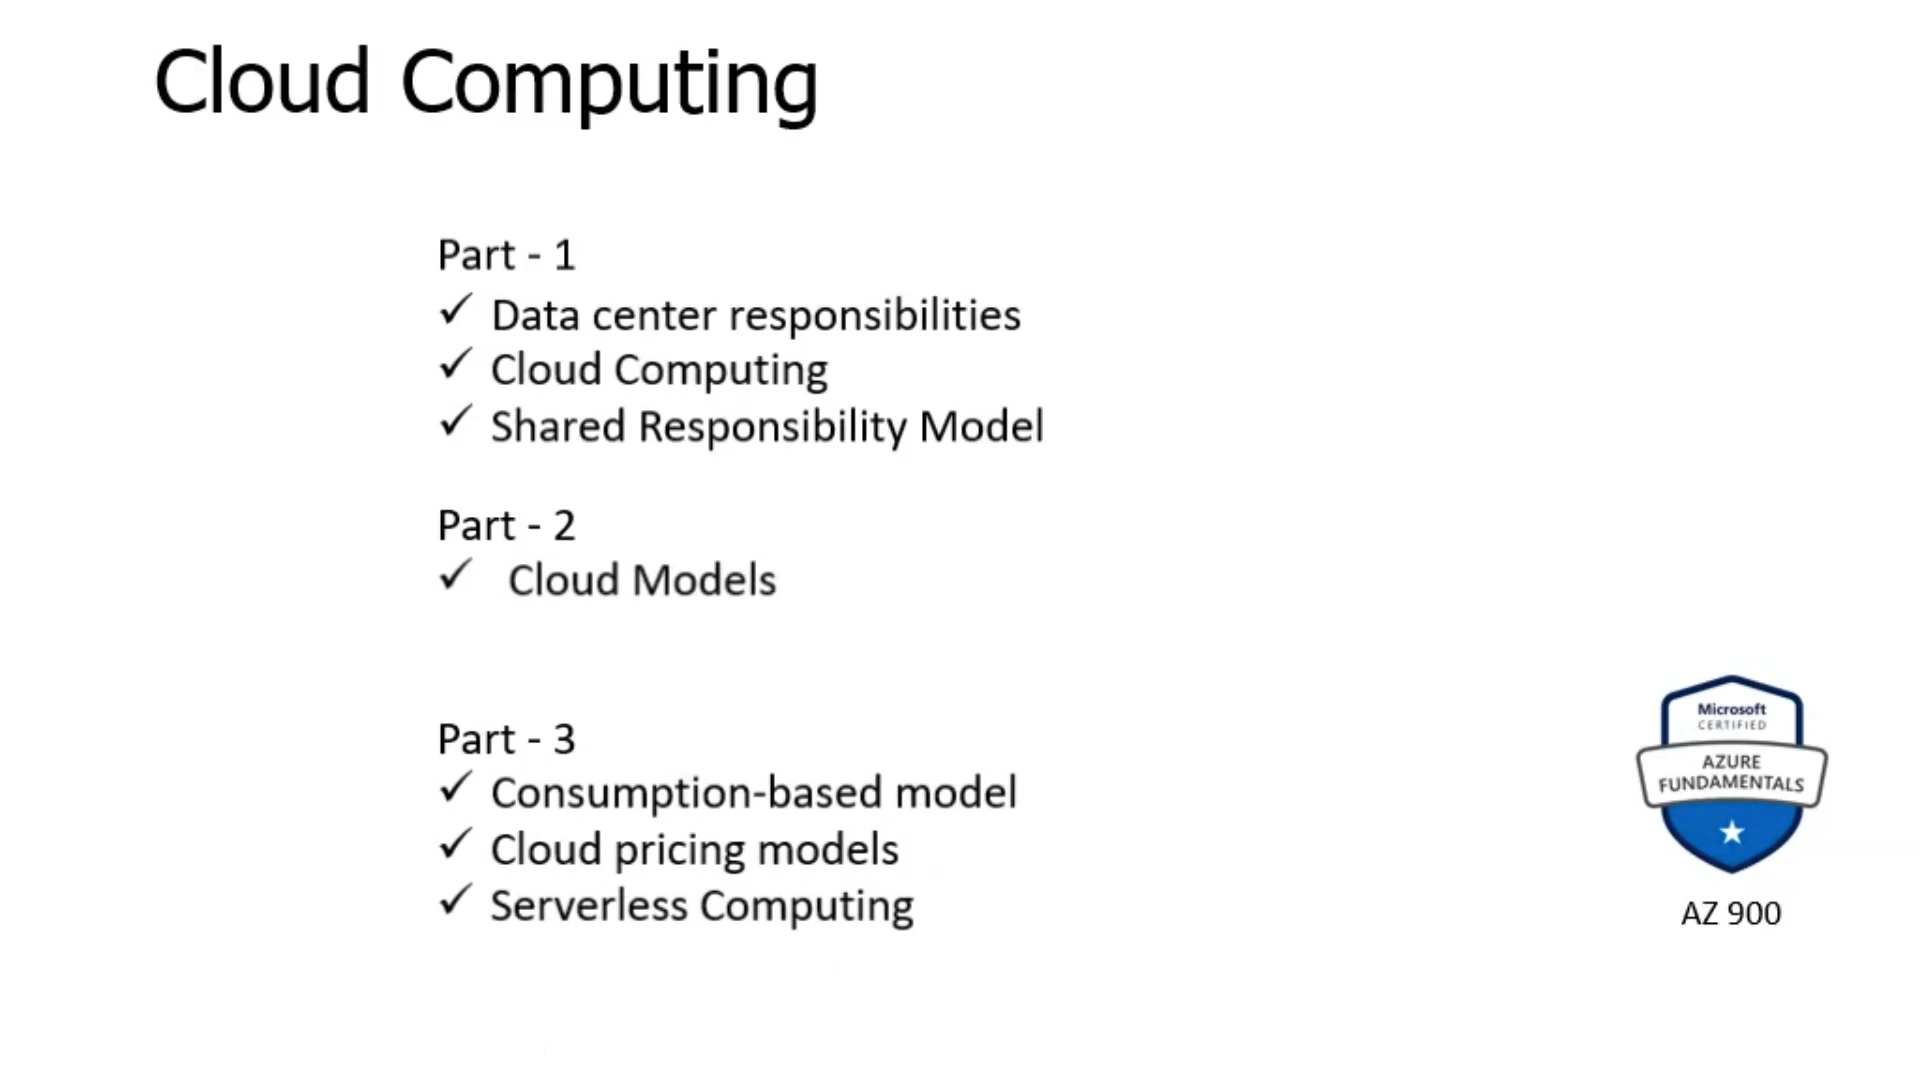 Cloud Computing
Part - 1
✓ Data center responsibilities
✓ Cloud Computing
✓ Shared Responsibility Model
Part - 2
✓ Cloud Models
Part - 3
✓ Consumption-based model
✓ Cloud pricing models
✓ Serverless Computing
Microsoft
CERTIFIED
AZURE
FUNDAMENTALS
AZ 900